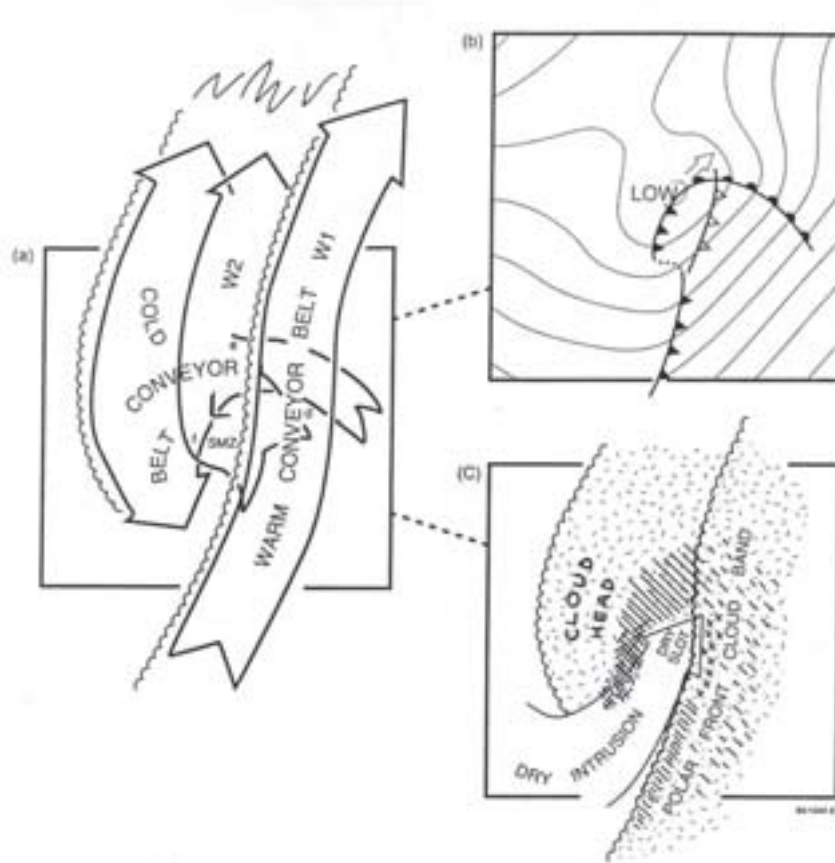 (a)
COLD
CONVEYOR
BELT
W2
W1
BELT
CONVEYOR
WARM
SMZ
(b)
LOW
(C)
CLOUD
HEAD
DRY
SLOT
DRY INTRUSION
POLAR FRONT CLOUD BAND